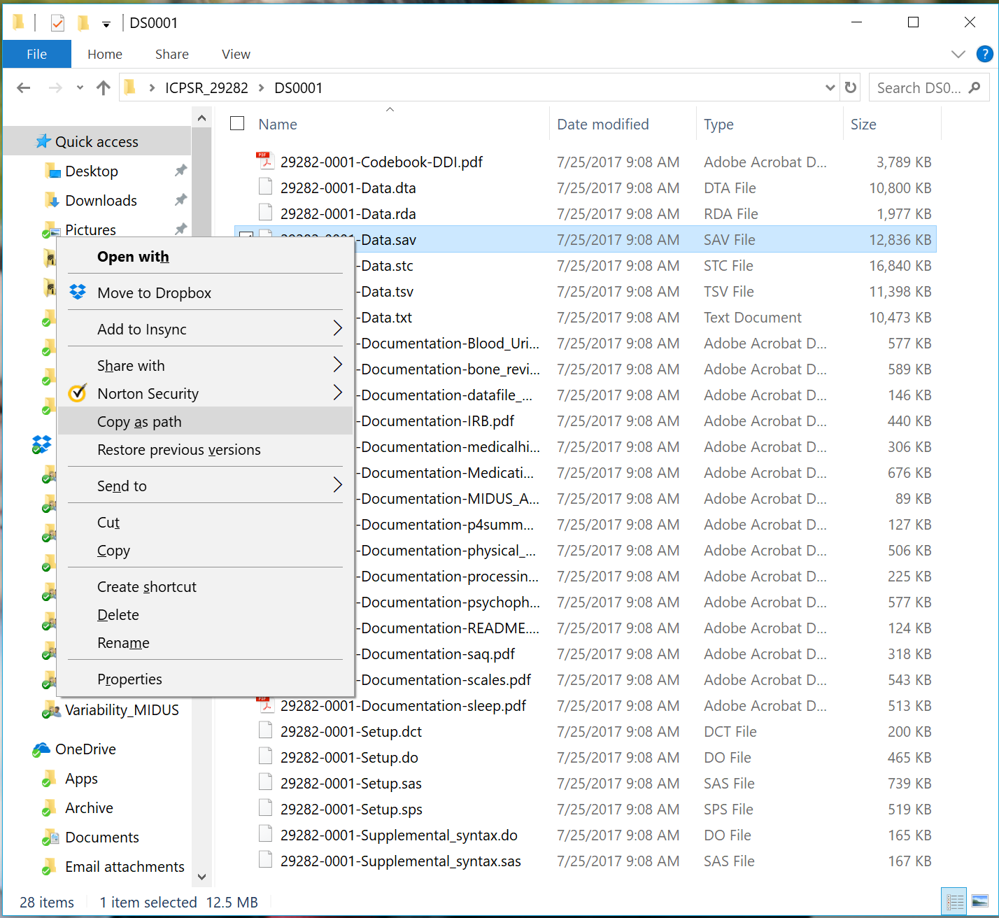 DS0001
File Home Share View
ICPSR_29282 > DS0001
Search DS0...
Name Date modified Type Size
Quick access
Desktop
Downloads
Pictures
Variability_MIDUS
OneDrive
Apps
Archive
Documents
Email attachments
Open with
Move to Dropbox
Add to Insync
Share with
Norton Security
Copy as path
Restore previous versions
Send to
Cut
Copy
Create shortcut
Delete
Rename
Properties
29282-0001-Codebook-DDI.pdf 7/25/2017 9:08 AM Adobe Acrobat D... 3,789 KB
29282-0001-Data.dta 7/25/2017 9:08 AM DTA File 10,800 KB
29282-0001-Data.rda 7/25/2017 9:08 AM RDA File 1,977 KB
29282-0001-Data.sav 7/25/2017 9:08 AM SAV File 12,836 KB
-Data.stc 7/25/2017 9:08 AM STC File 16,840 KB
-Data.tsv 7/25/2017 9:08 AM TSV File 11,398 KB
-Data.txt 7/25/2017 9:08 AM Text Document 10,473 KB
-Documentation-Blood_Uri... 7/25/2017 9:08 AM Adobe Acrobat D... 577 KB
-Documentation-bone_revi... 7/25/2017 9:08 AM Adobe Acrobat D... 589 KB
-Documentation-datafile_... 7/25/2017 9:08 AM Adobe Acrobat D... 146 KB
-Documentation-IRB.pdf 7/25/2017 9:08 AM Adobe Acrobat D... 440 KB
-Documentation-medicalhi... 7/25/2017 9:08 AM Adobe Acrobat D... 306 KB
-Documentation-Medicati... 7/25/2017 9:08 AM Adobe Acrobat D... 676 KB
-Documentation-MIDUS_A... 7/25/2017 9:08 AM Adobe Acrobat D... 89 KB
-Documentation-p4summ... 7/25/2017 9:08 AM Adobe Acrobat D... 127 KB
-Documentation-physical_... 7/25/2017 9:08 AM Adobe Acrobat D... 506 KB
-Documentation-processin... 7/25/2017 9:08 AM Adobe Acrobat D... 225 KB
-Documentation-psychoph... 7/25/2017 9:08 AM Adobe Acrobat D... 577 KB
-Documentation-README.... 7/25/2017 9:08 AM Adobe Acrobat D... 124 KB
-Documentation-saq.pdf 7/25/2017 9:08 AM Adobe Acrobat D... 318 KB
-Documentation-scales.pdf 7/25/2017 9:08 AM Adobe Acrobat D... 543 KB
29282-0001-Documentation-sleep.pdf 7/25/2017 9:08 AM Adobe Acrobat D... 513 KB
29282-0001-Setup.dct 7/25/2017 9:08 AM DCT File 200 KB
29282-0001-Setup.do 7/25/2017 9:08 AM DO File 465 KB
29282-0001-Setup.sas 7/25/2017 9:08 AM SAS File 739 KB
29282-0001-Setup.sps 7/25/2017 9:08 AM SPS File 519 KB
29282-0001-Supplemental_syntax.do 7/25/2017 9:08 AM DO File 165 KB
29282-0001-Supplemental_syntax.sas 7/25/2017 9:08 AM SAS File 167 KB
28 items 1 item selected 12.5 MB